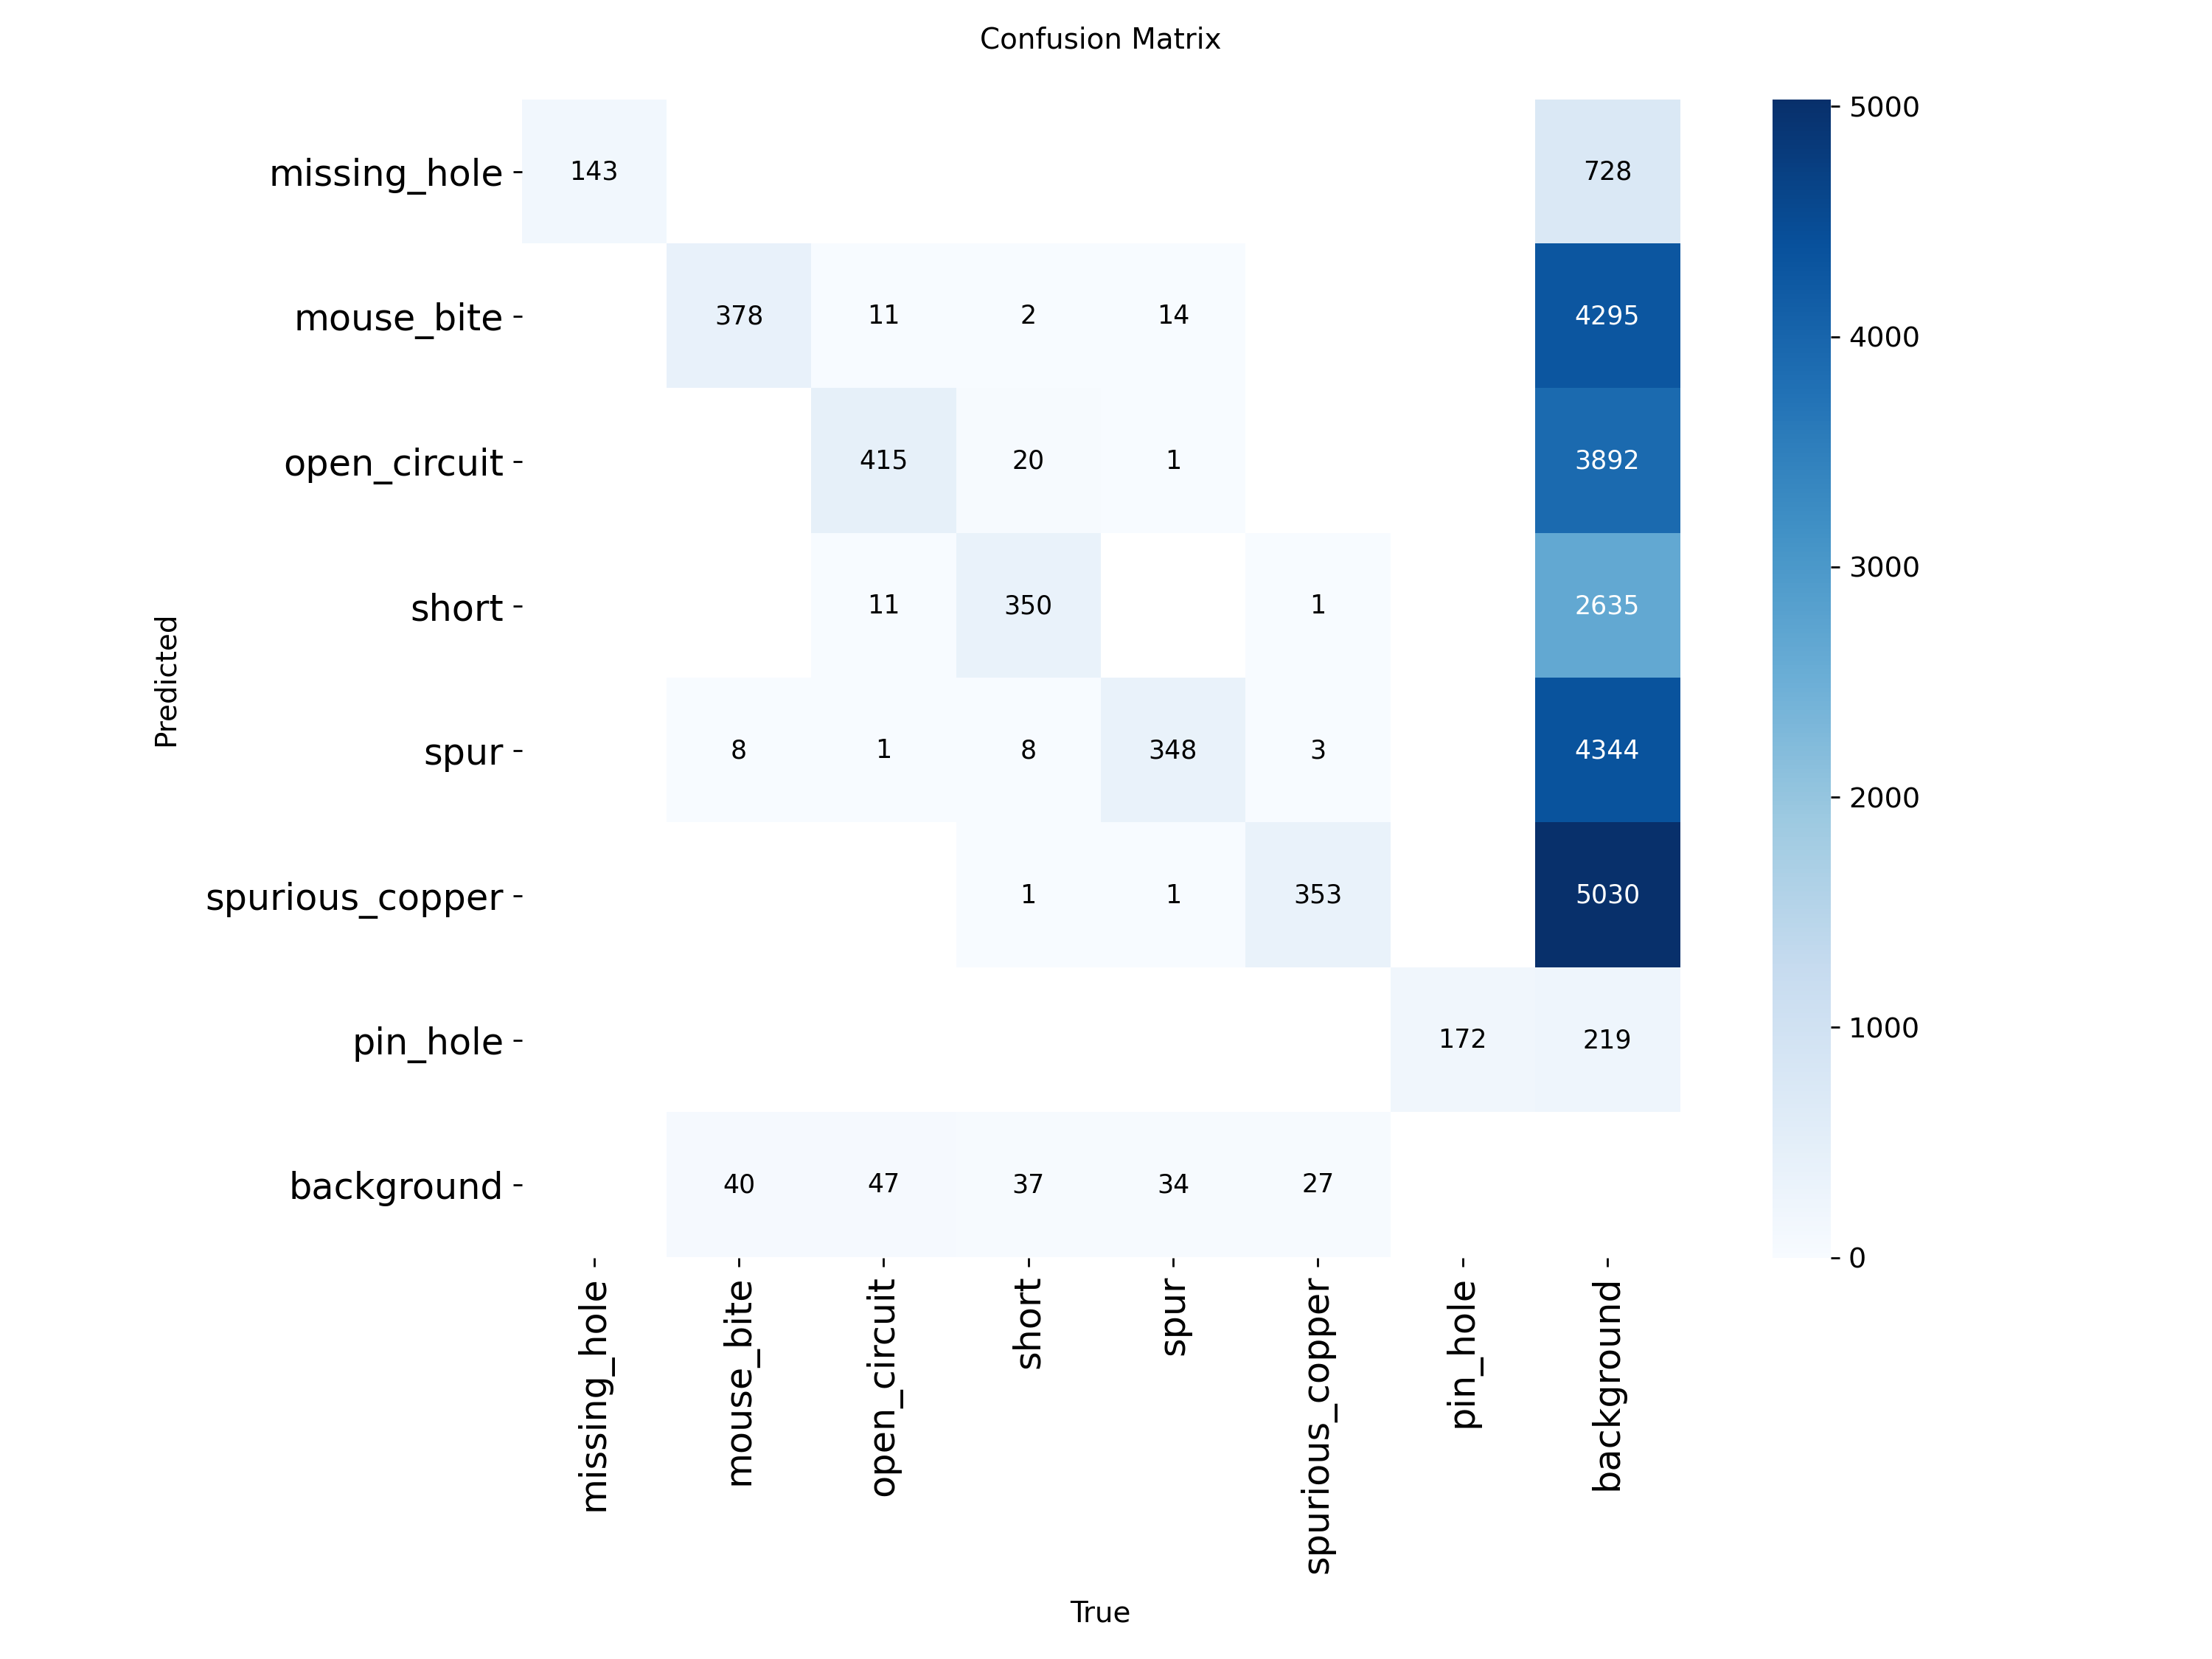 Confusion Matrix
missing_hole 143 728 5000
mouse_bite 378 11 2 14 4295 4000
open_circuit 415 20 1 3892
short 11 350 1 2635 3000
Predicted
spur 8 1 8 348 3 4344 2000
spurious_copper 1 1 353 5030
pin_hole 172 219 1000
background 40 47 37 34 27 0
missing_hole mouse_bite open_circuit short spur spurious_copper pin_hole background
True